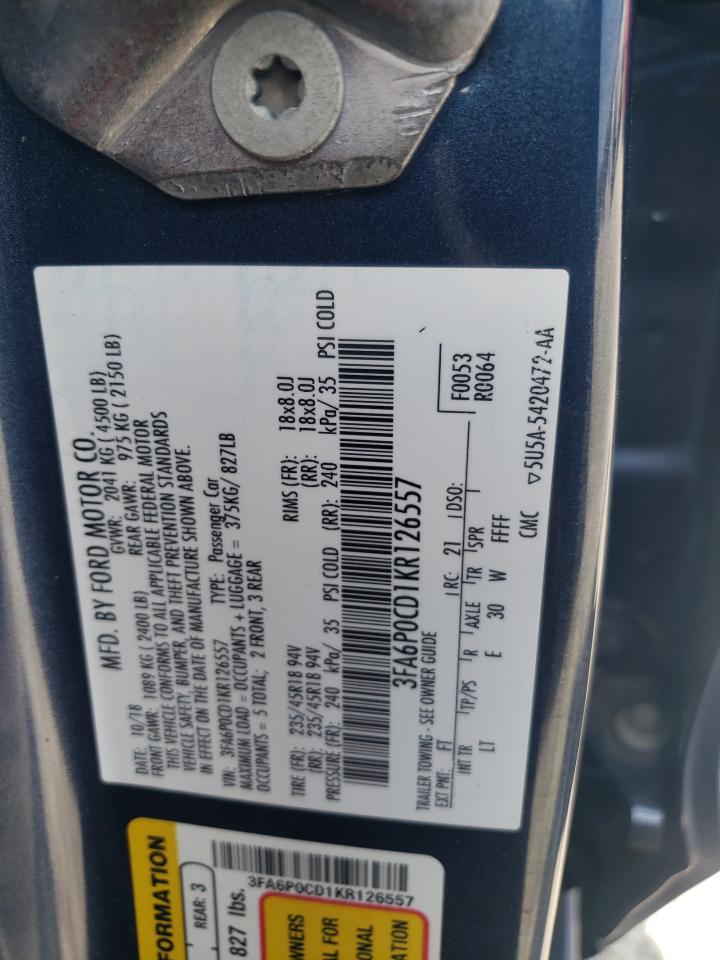 MFD. BY FORD MOTOR CO.
DATE: 10/18 GVWR: 2041 KG ( 4500 LB)
FRONT GAWR: 1089 KG ( 2400 LB) REAR GAWR: 975 KG ( 2150 LB)
THIS VEHICLE CONFORMS TO ALL APPLICABLE FEDERAL MOTOR
VEHICLE SAFETY, BUMPER, AND THEFT PREVENTION STANDARDS
IN EFFECT ON THE DATE OF MANUFACTURE SHOWN ABOVE.
VIN: 3FA6P0CD1KR126557 TYPE: Passenger Car
MAXIMUM LOAD = OCCUPANTS + LUGGAGE = 375KG/ 827LB
OCCUPANTS = 5 TOTAL; 2 FRONT, 3 REAR
TIRE (FR): 235/45R18 94V RIMS (FR): 18x8.0J
(RR): 235/45R18 94V (RR): 18x8.0J
PRESSURE (FR): 240 kPa/ 35 PSI COLD (RR): 240 kPa/ 35 PSI COLD
3FA6P0CD1KR126557
TRAILER TOWING - SEE OWNER GUIDE
F0053
R0064
EXT PNT: FT RC: 21 DSO:
INT TR TP/PS R AXLE TR SPR
LT E 30 W FFFF
CMC ▽5U5A-5420472-AA
FORMATION
REAR: 3
827 lbs.
3FA6P0CD1KR126557
WNERS
AL FOR
ONAL
ATION